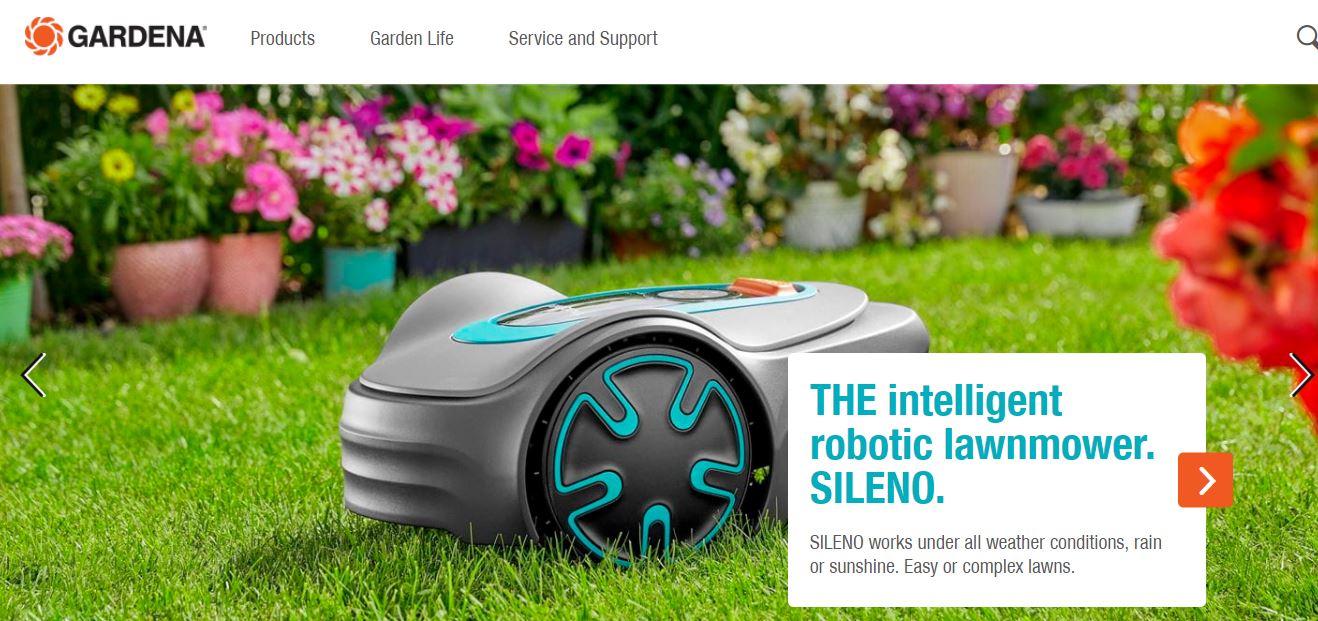 GARDENA
Products
Garden Life
Service and Support
THE intelligent
robotic lawnmower.
SILENO.
SILENO works under all weather conditions, rain
or sunshine. Easy or complex lawns.